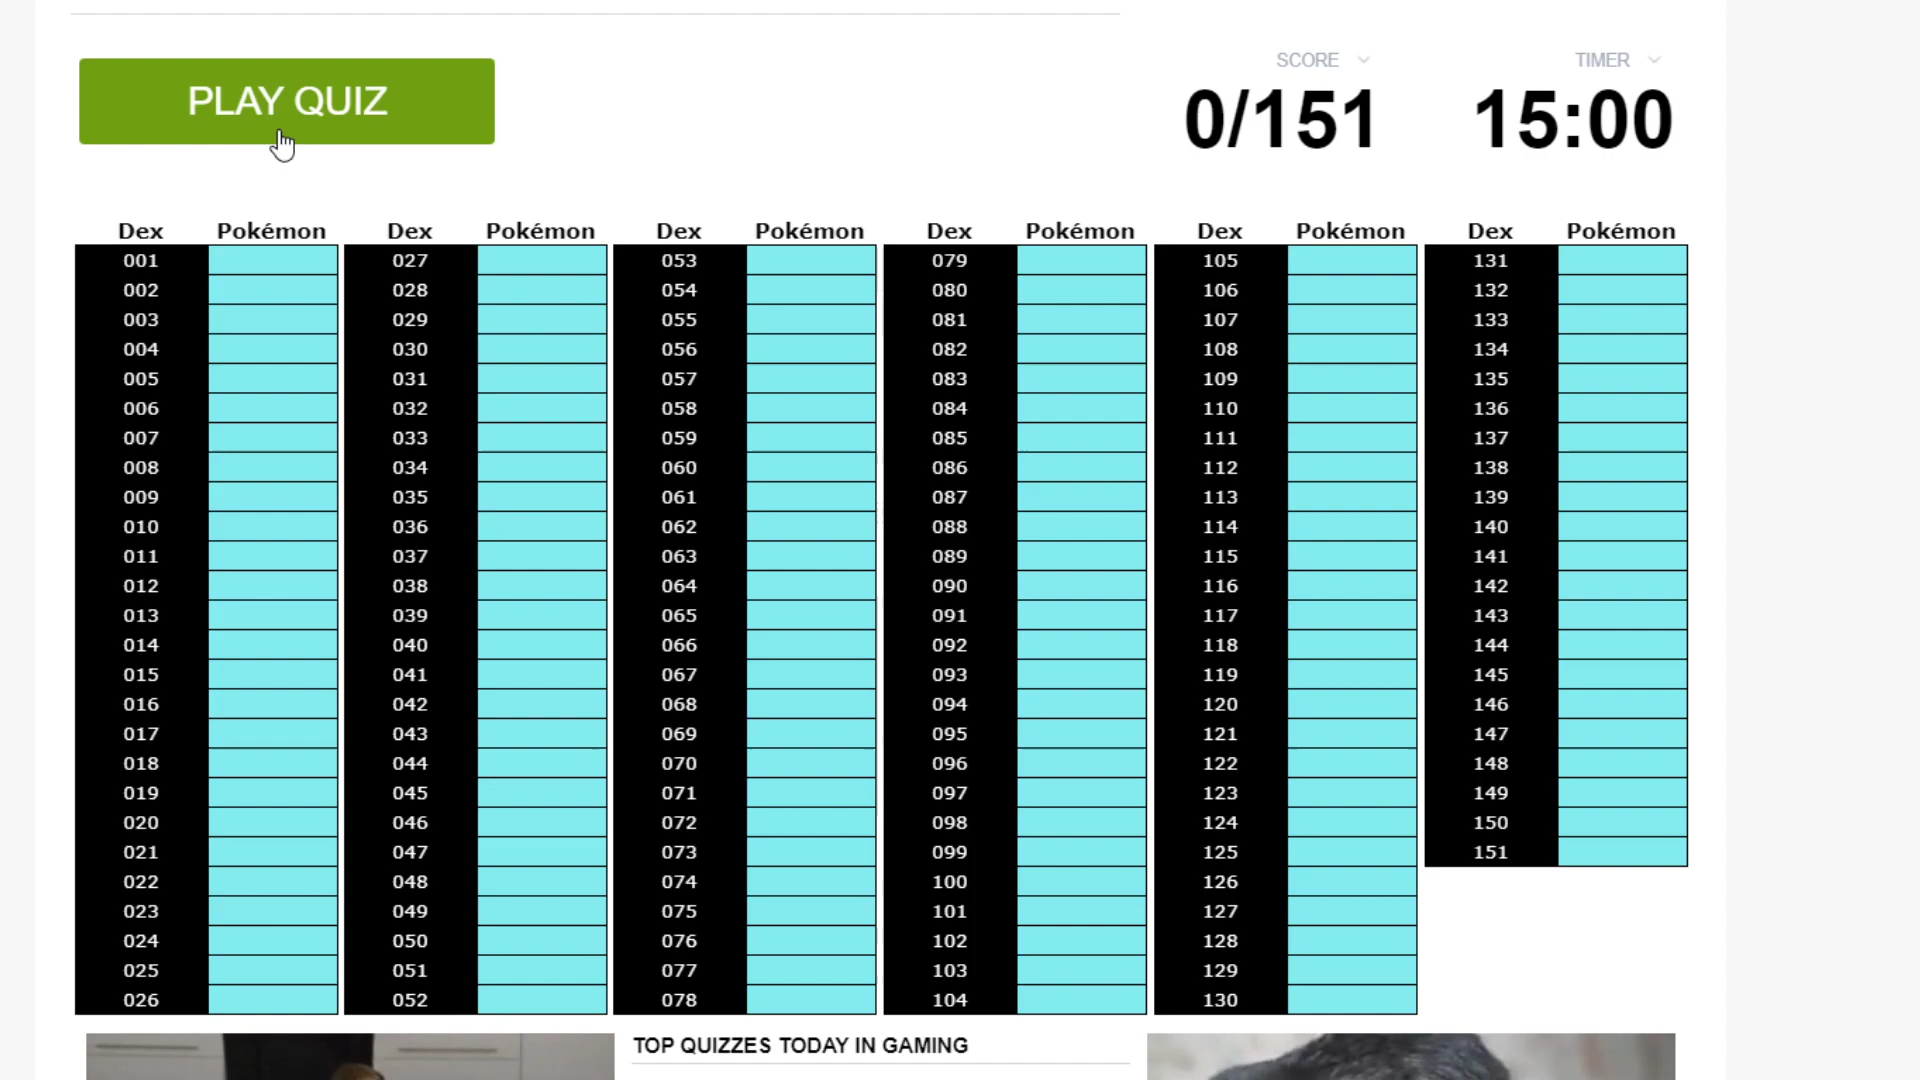 PLAY QUIZ
SCORE
TIMER
0/151
15:00
Dex Pokémon Dex Pokémon Dex Pokémon Dex Pokémon Dex Pokémon Dex Pokémon
001 027 053 079 105 131
002 028 054 080 106 132
003 029 055 081 107 133
004 030 056 082 108 134
005 031 057 083 109 135
006 032 058 084 110 136
007 033 059 085 111 137
008 034 060 086 112 138
009 035 061 087 113 139
010 036 062 088 114 140
011 037 063 089 115 141
012 038 064 090 116 142
013 039 065 091 117 143
014 040 066 092 118 144
015 041 067 093 119 145
016 042 068 094 120 146
017 043 069 095 121 147
018 044 070 096 122 148
019 045 071 097 123 149
020 046 072 098 124 150
021 047 073 099 125 151
022 048 074 100 126
023 049 075 101 127
024 050 076 102 128
025 051 077 103 129
026 052 078 104 130
TOP QUIZZES TODAY IN GAMING